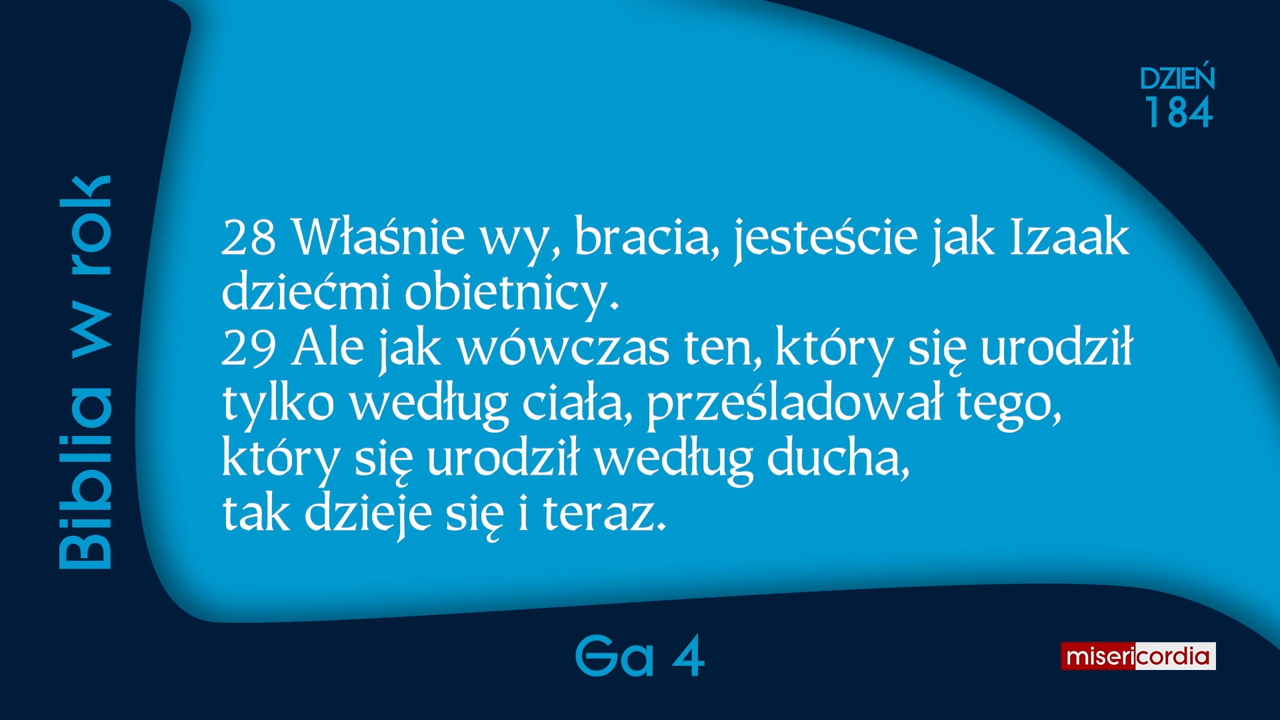 DZIEŃ
184
Biblia w rok
28 Właśnie wy, bracia, jesteście jak Izaak
dziećmi obietnicy.
29 Ale jak wówczas ten, który się urodził
tylko według ciała, prześladował tego,
który się urodził według ducha,
tak dzieje się i teraz.
Ga 4
misericordia